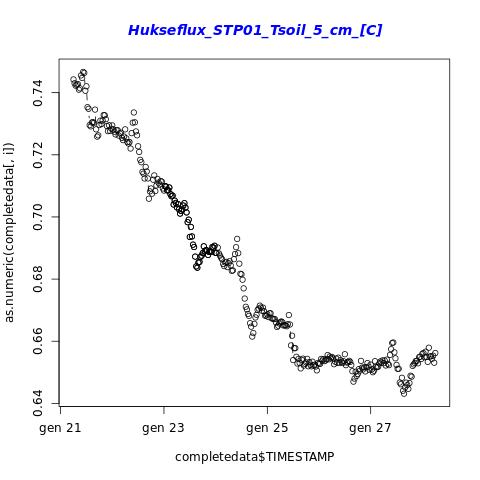 Hukseflux_STP01_Tsoil_5_cm_[C]
as.numeric(completedata[, i])
0.74
0.72
0.70
0.68
0.66
0.64
gen 21
gen 23
gen 25
gen 27
completedata$TIMESTAMP